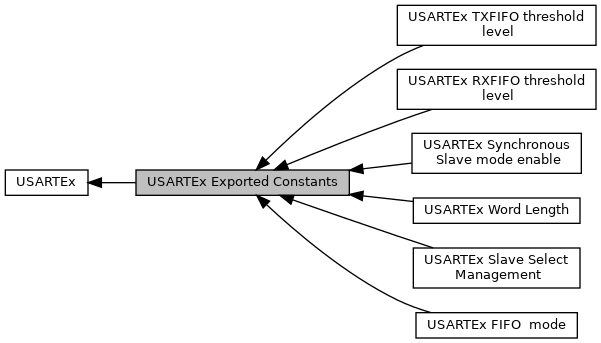 USARTEx TXFIFO threshold
level
USARTEx RXFIFO threshold
level
USARTEx Synchronous
Slave mode enable
USARTEx
USARTEx Exported Constants
USARTEx Word Length
USARTEx Slave Select
Management
USARTEx FIFO  mode